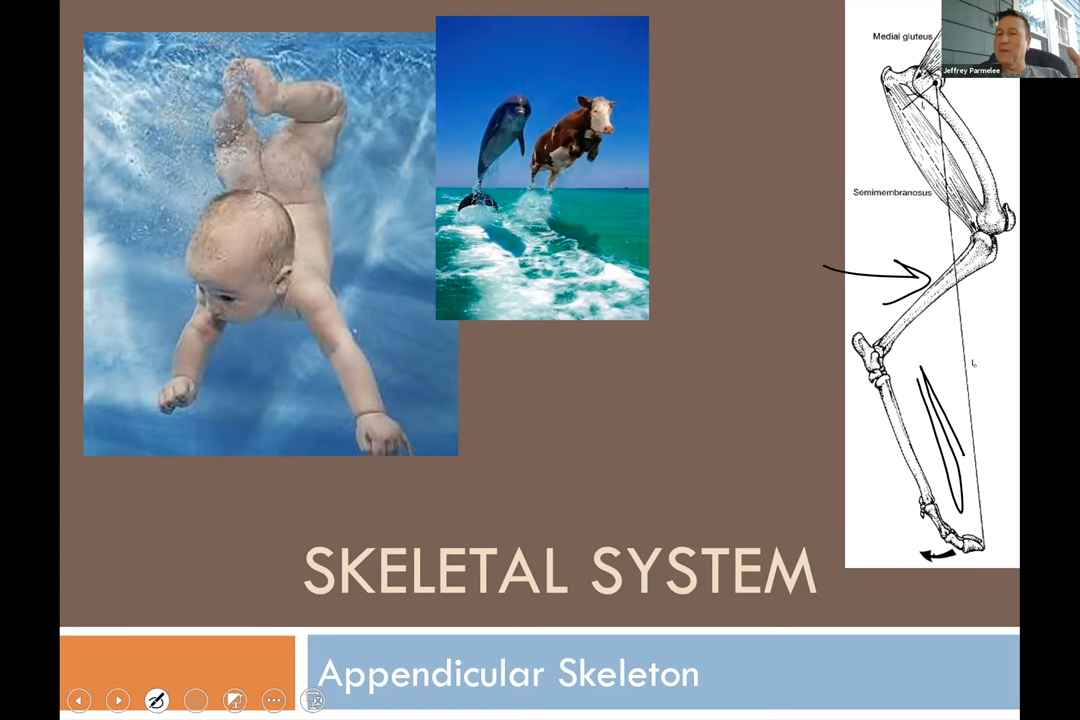 Medial gluteus
Jeffrey Parmelee
Semimembranosus
SKELETAL SYSTEM
Appendicular Skeleton